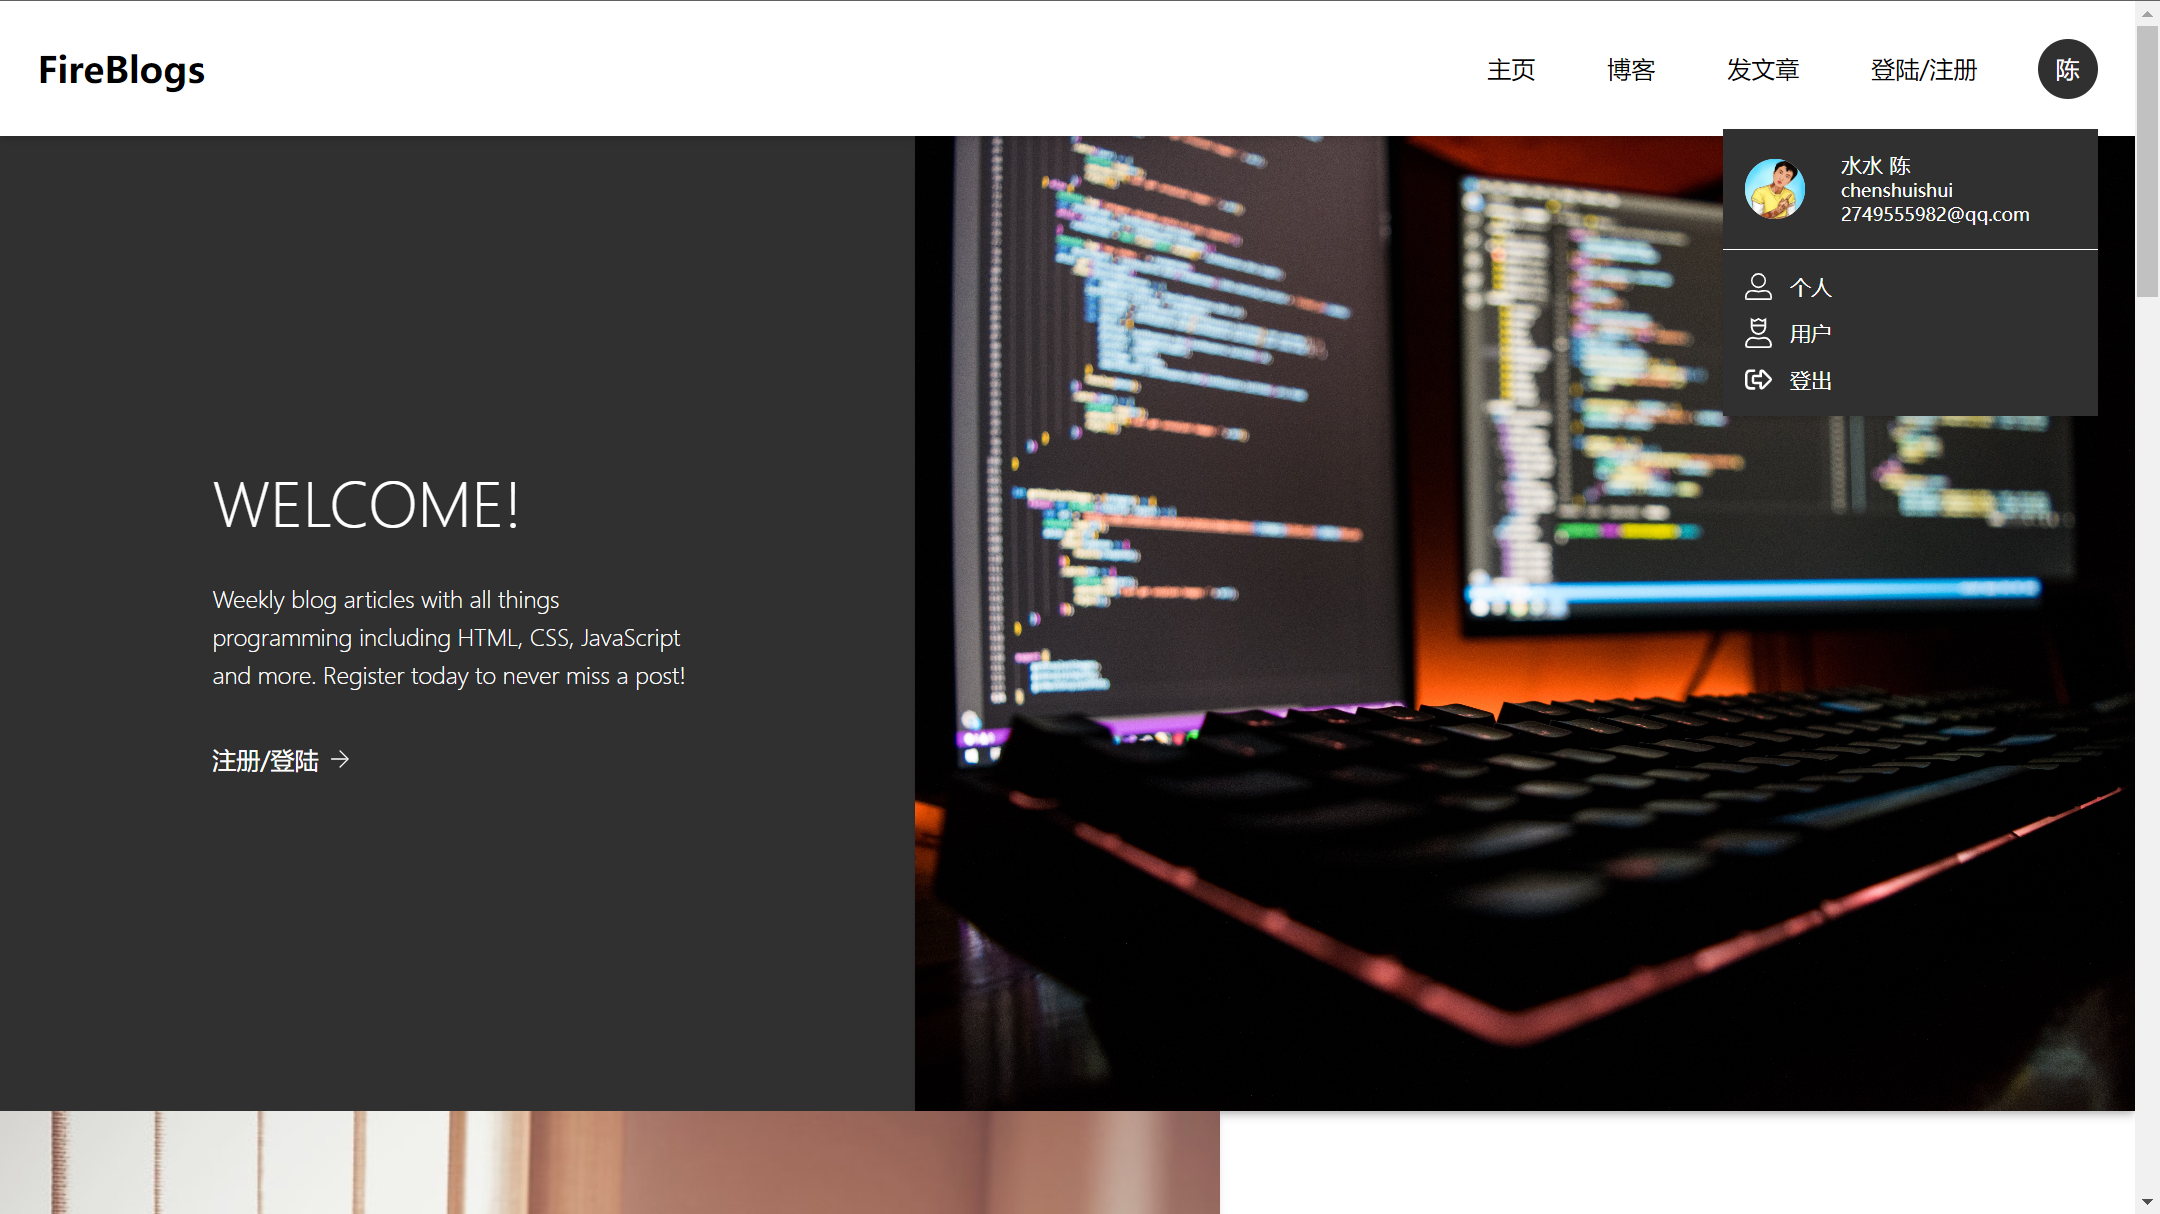 FireBlogs
主页
博客
发文章
登陆/注册
陈
水水 陈
chenshuishui
2749555982@qq.com
个人
用户
登出
WELCOME!
Weekly blog articles with all things
programming including HTML, CSS, JavaScript
and more. Register today to never miss a post!
注册/登陆